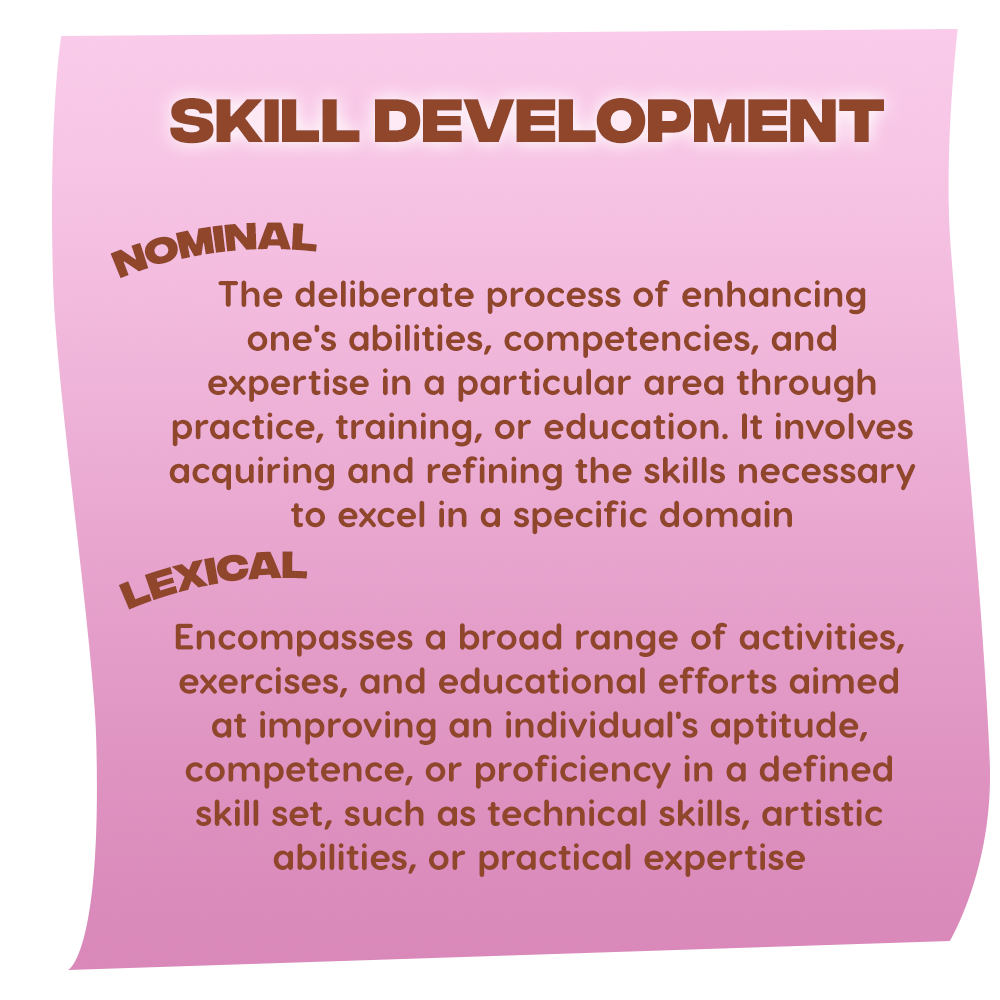 SKILL DEVELOPMENT
NOMINAL
The deliberate process of enhancing
one's abilities, competencies, and
expertise in a particular area through
practice, training, or education. It involves
acquiring and refining the skills necessary
to excel in a specific domain
LEXICAL
Encompasses a broad range of activities,
exercises, and educational efforts aimed
at improving an individual's aptitude,
competence, or proficiency in a defined
skill set, such as technical skills, artistic
abilities, or practical expertise